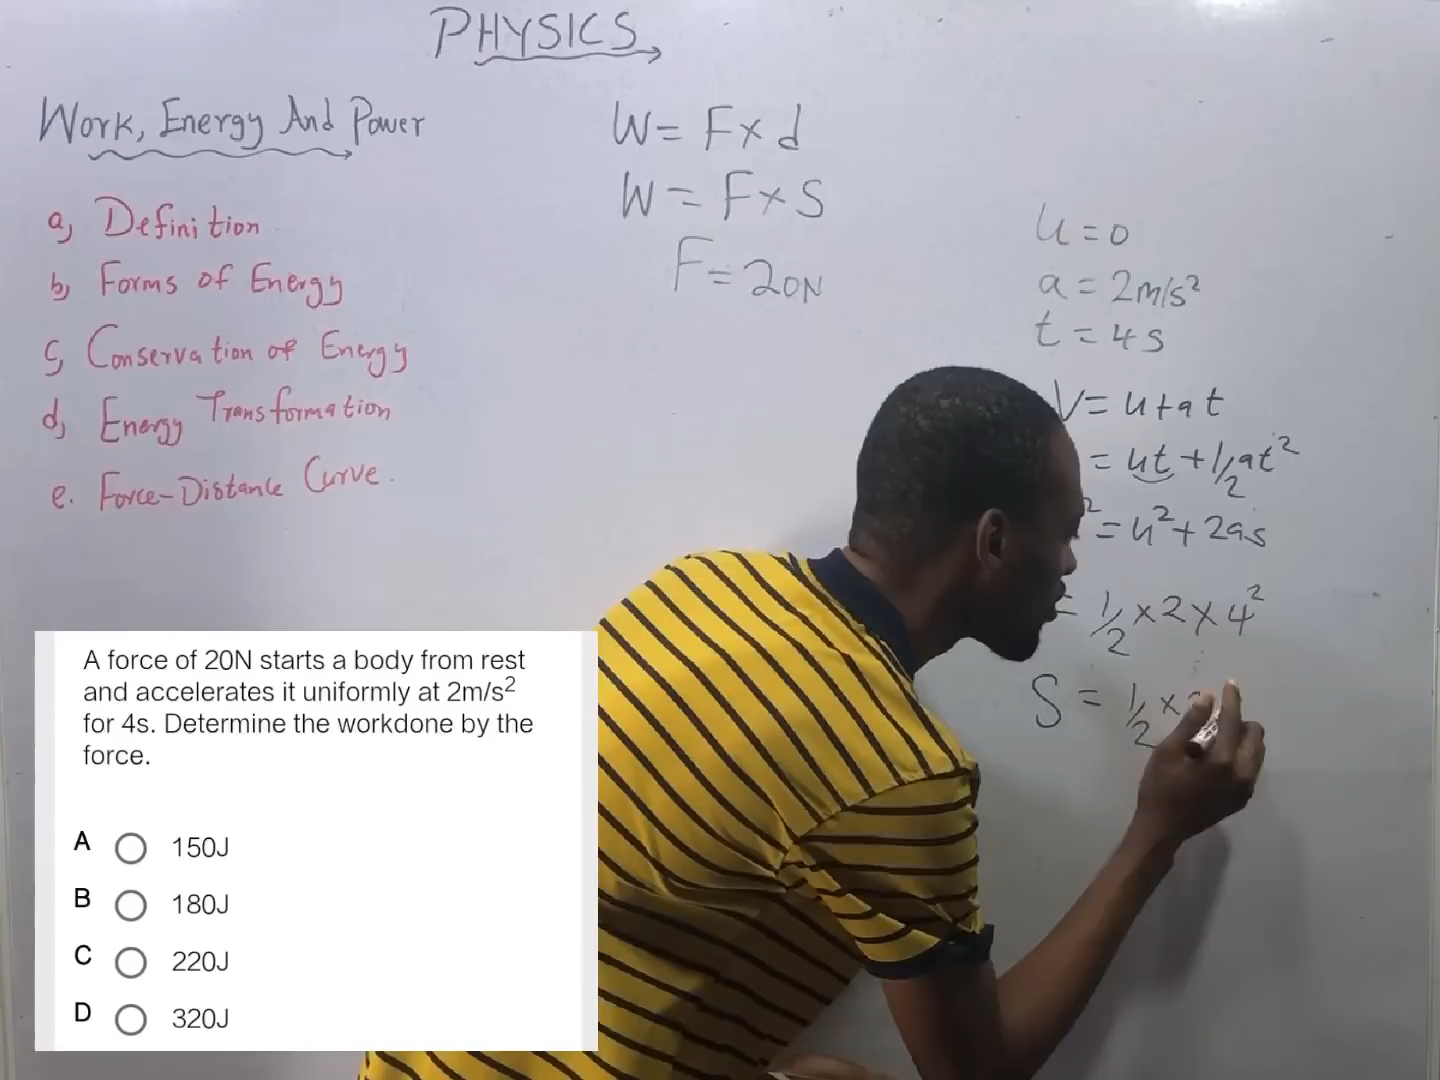 PHYSICS
Work, Energy And Power
a, Definition
b, Forms of Energy
c, Conservation of Energy
d, Energy Transformation
e. Force-Distance Curve.
W = F x d
W = F x S
F = 20N
u = 0
a = 2m/s²
t = 4s
V = u + at
= ut + 1/2 at²
² = u² + 2as
= 1/2 x 2 x 4²
S = 1/2 x
A force of 20N starts a body from rest
and accelerates it uniformly at 2m/s²
for 4s. Determine the workdone by the
force.
A 150J
B 180J
C 220J
D 320J